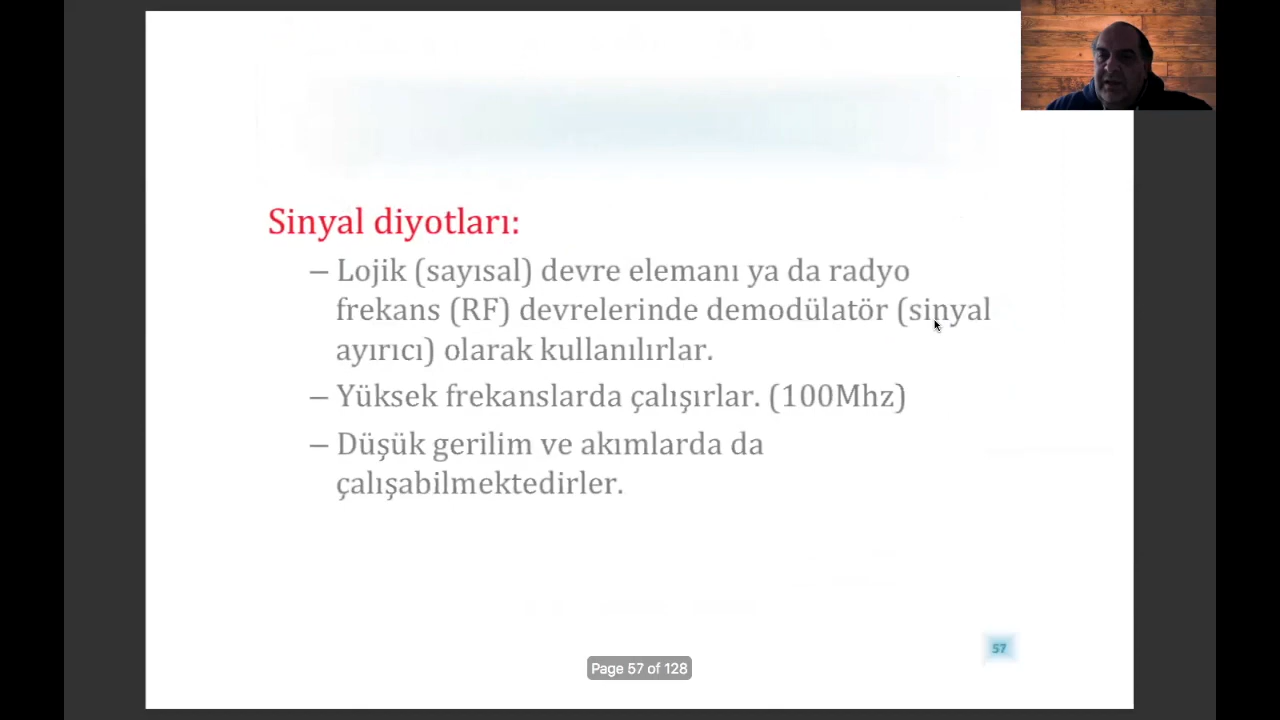 Sinyal diyotları:
– Lojik (sayısal) devre elemanı ya da radyo
frekans (RF) devrelerinde demodülatör (sinyal
ayırıcı) olarak kullanılırlar.
– Yüksek frekanslarda çalışırlar. (100Mhz)
– Düşük gerilim ve akımlarda da
çalışabilmektedirler.
57
Page 57 of 128